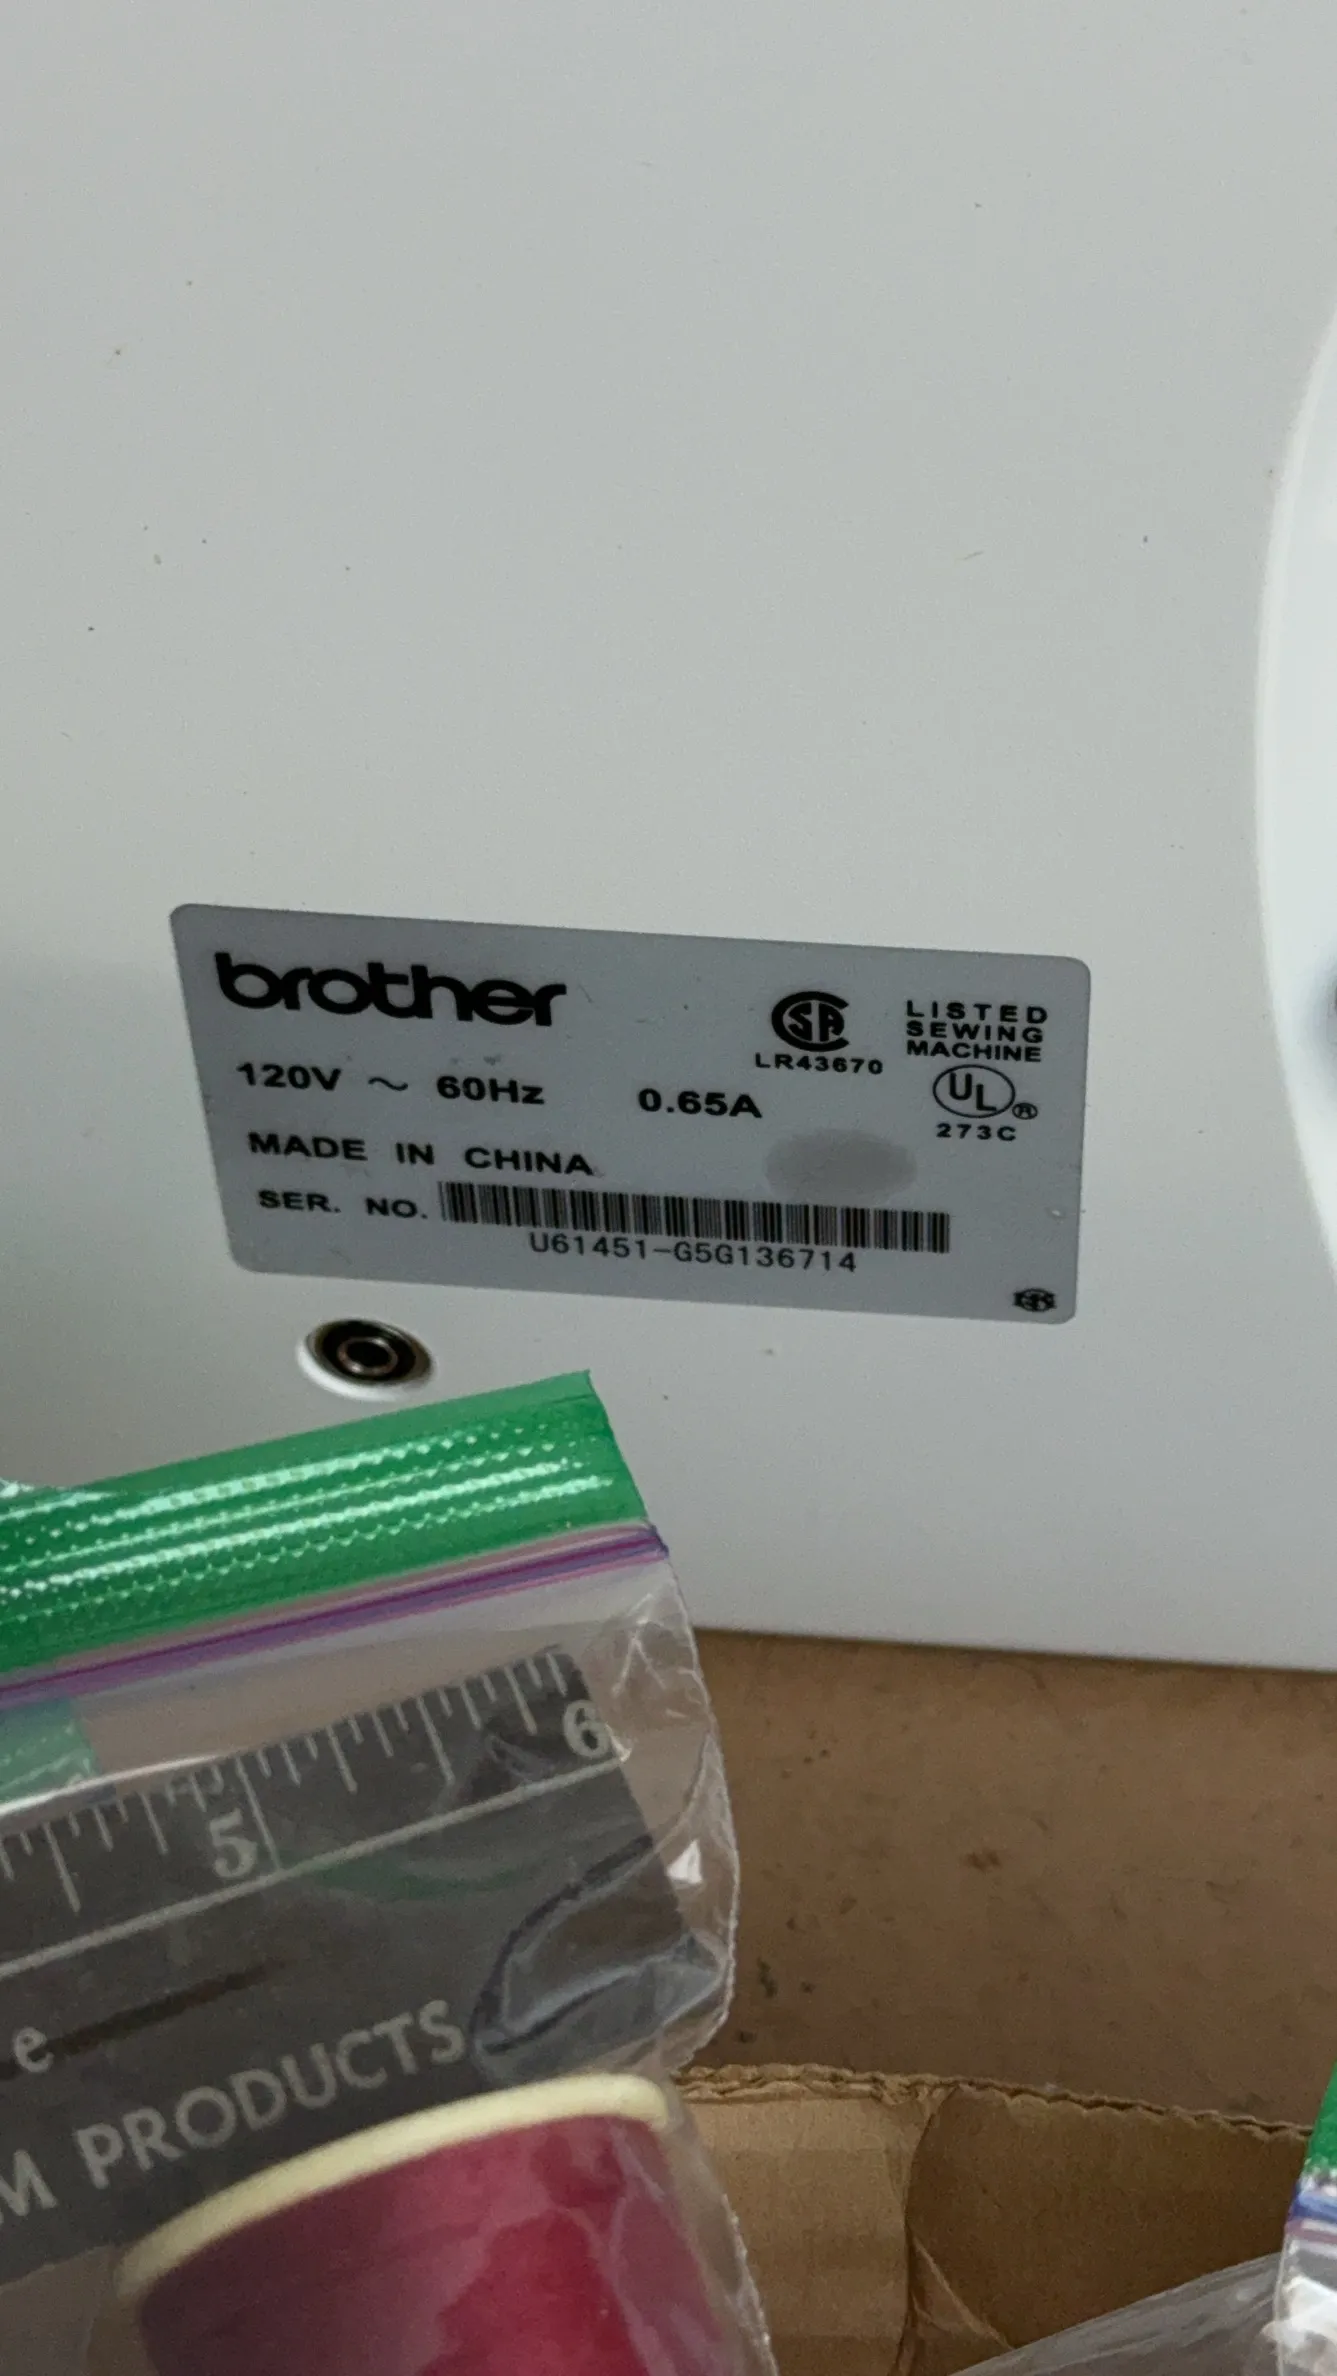 brother
120V ~ 60Hz 0.65A
LR43670
LISTED
SEWING
MACHINE
UL®
273C
MADE IN CHINA
SER. NO.
U61451-G5G136714
5 6
e
M PRODUCTS